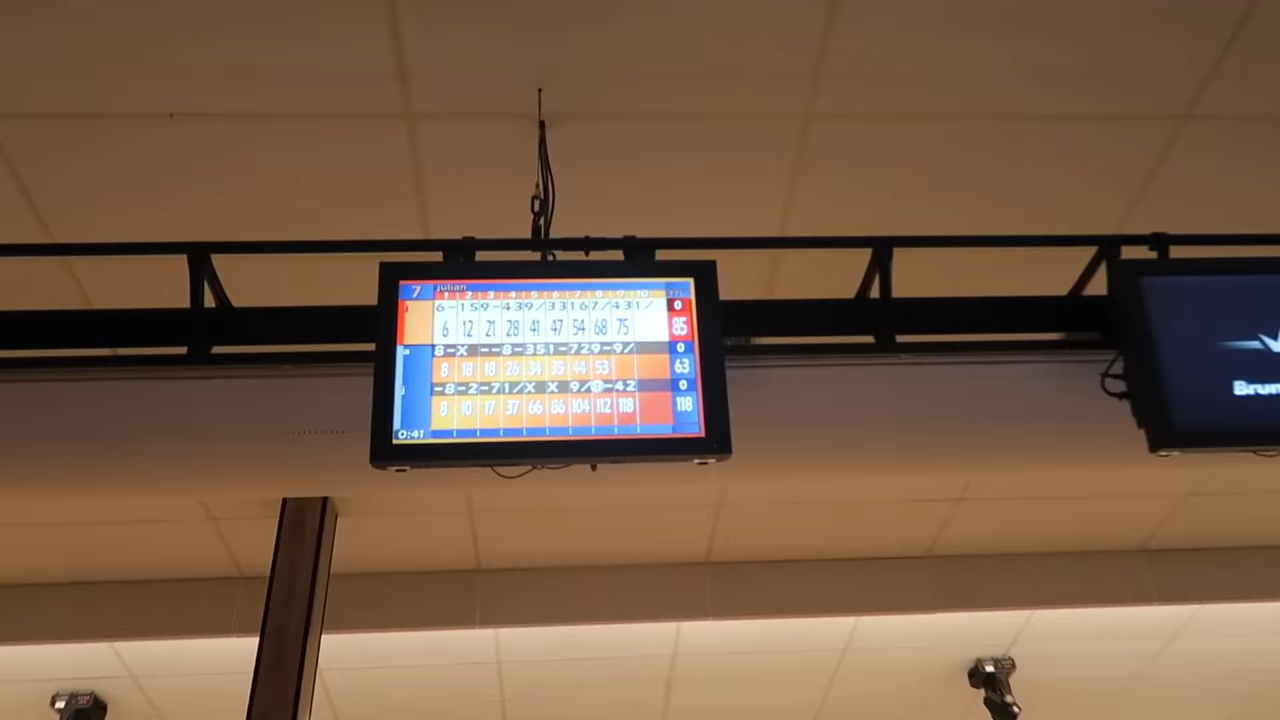 7 julian
1 2 3 4 5 6 7 8 9 10
6-159-439/33167/431/ 0
6 12 21 28 41 47 54 68 75 85
8-X --8-351-729-9/ 0
8 18 18 26 34 35 44 53 63
j -8-2-71/X X 9/8-42 0
8 10 17 37 66 86 104 112 118 118
0:41
Brun